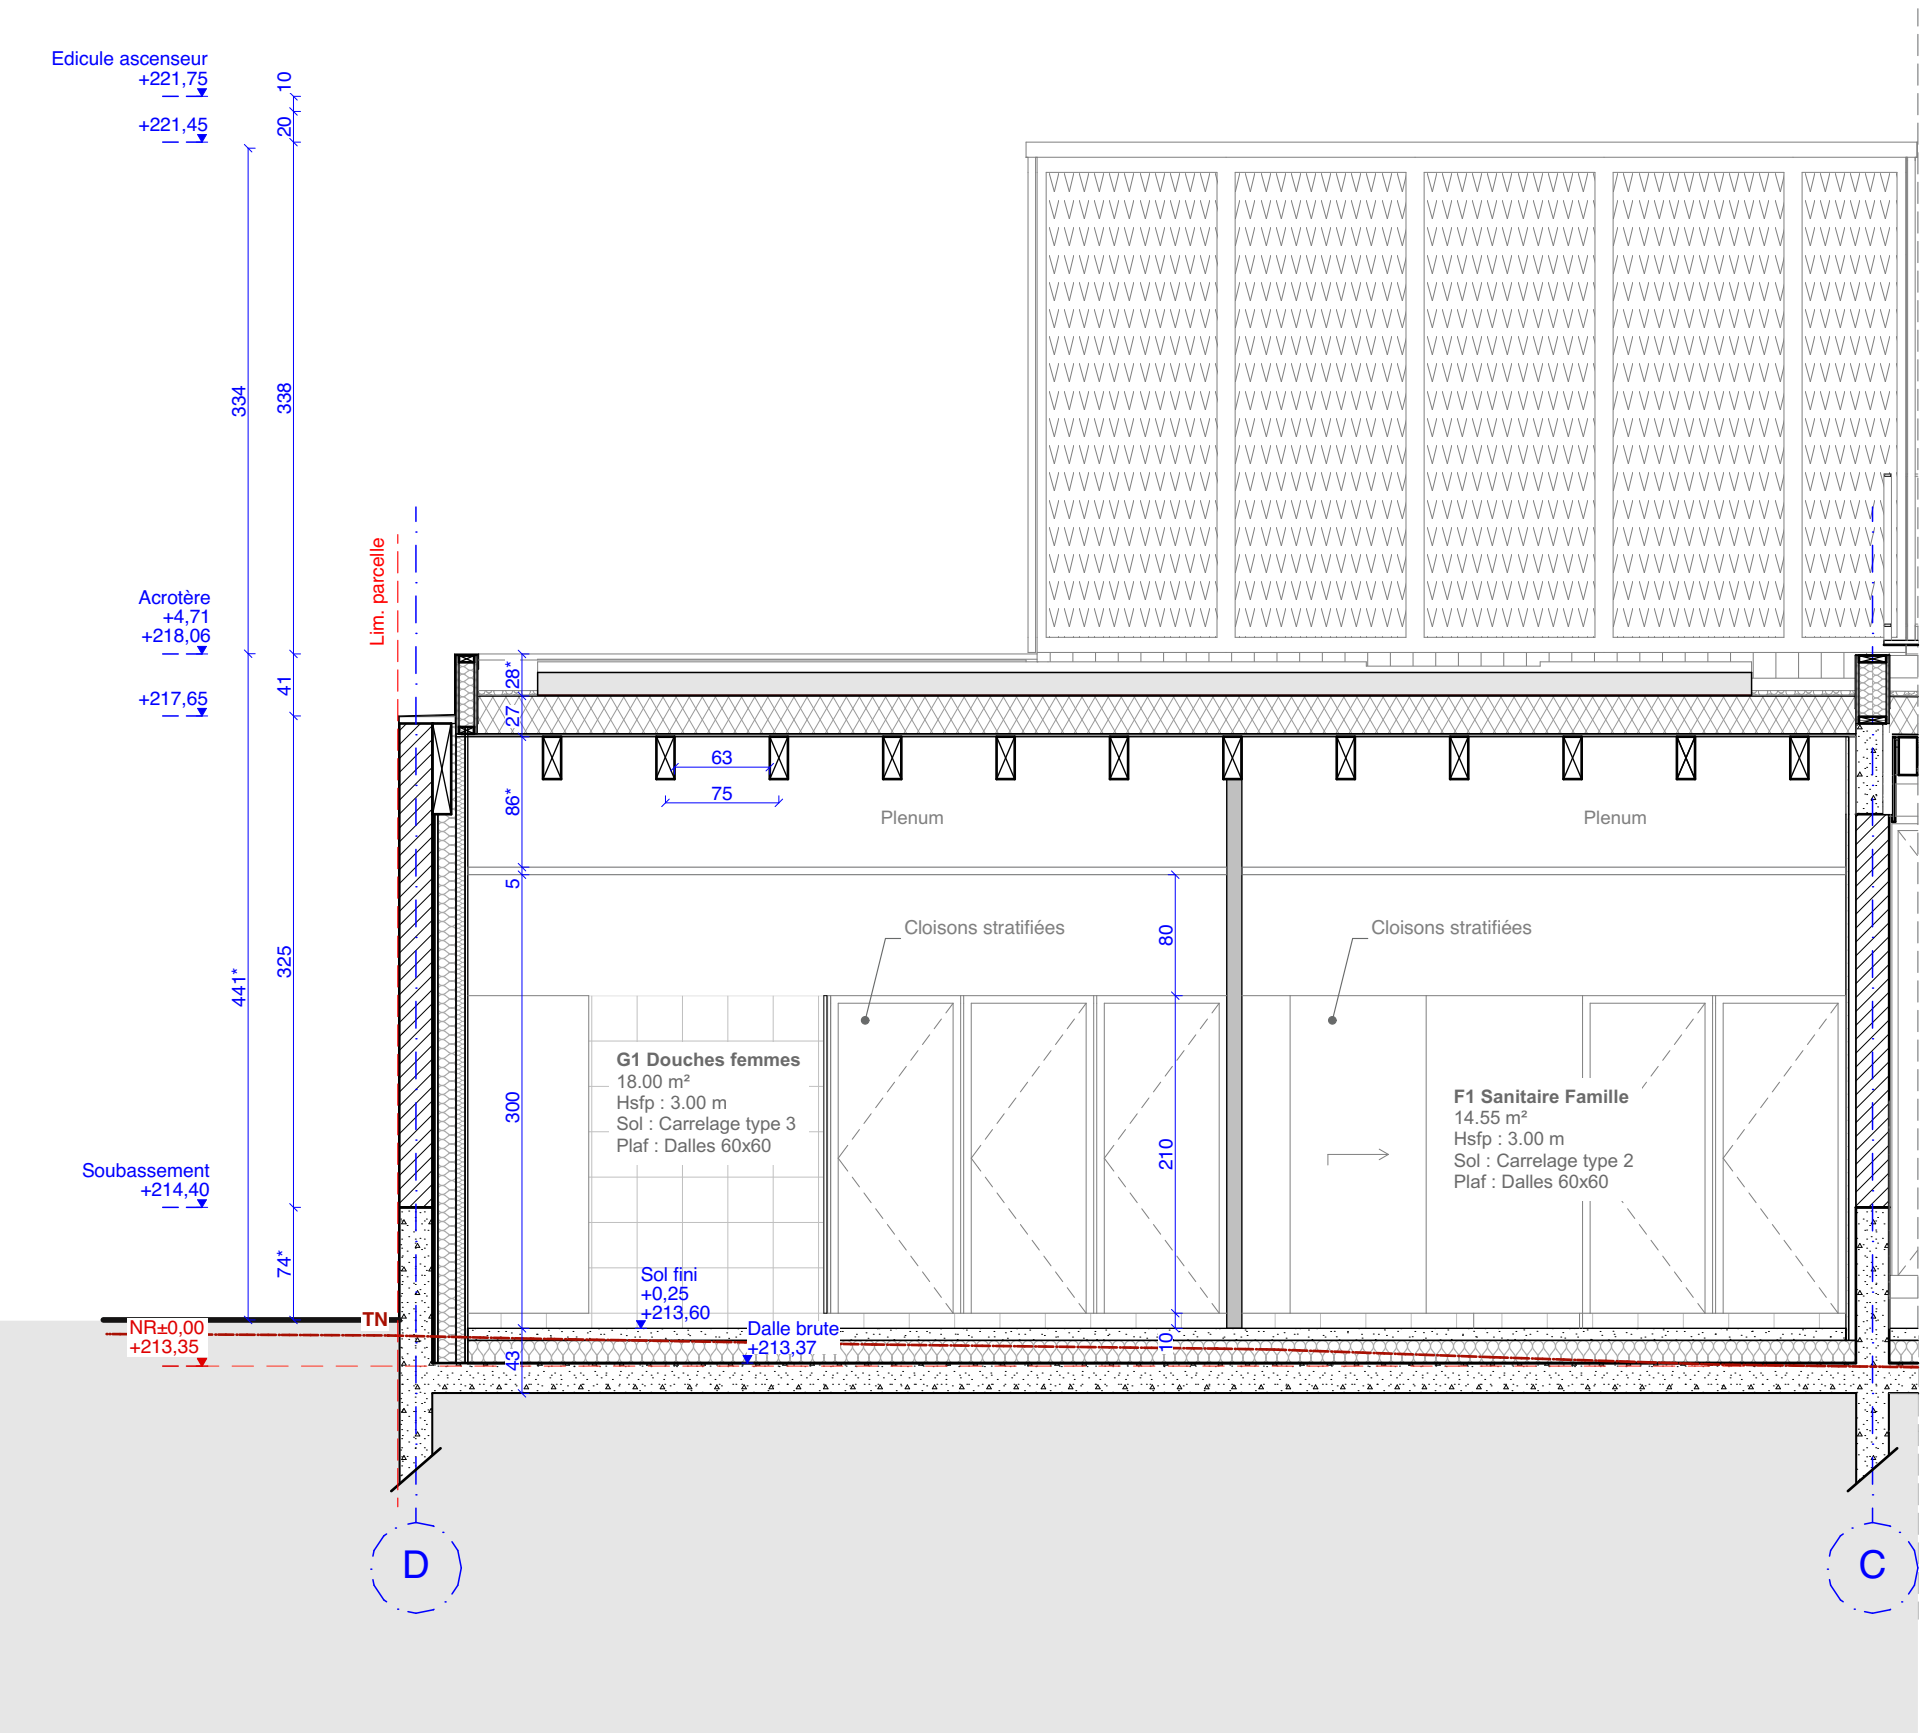 Edicule ascenseur
+221,75
10
+221,45
20
334
338
Lim. parcelle
Acrotère
+4,71
+218,06
41
+217,65
28*
27
63
75
86*
Plenum
Plenum
5
Cloisons stratifiées
Cloisons stratifiées
80
441*
325
G1 Douches femmes
18.00 m²
Hsfp : 3.00 m
Sol : Carrelage type 3
Plaf : Dalles 60x60
300
210
F1 Sanitaire Famille
14.55 m²
Hsfp : 3.00 m
Sol : Carrelage type 2
Plaf : Dalles 60x60
Soubassement
+214,40
74*
Sol fini
+0,25
+213,60
TN
NR±0,00
+213,35
Dalle brute
+213,37
10
43
D
C